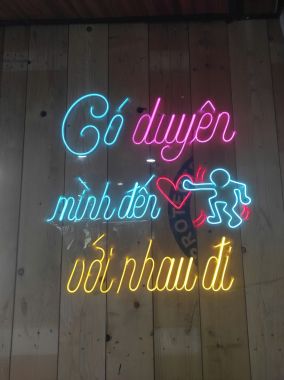 Có duyên
mình đến
với nhau đi